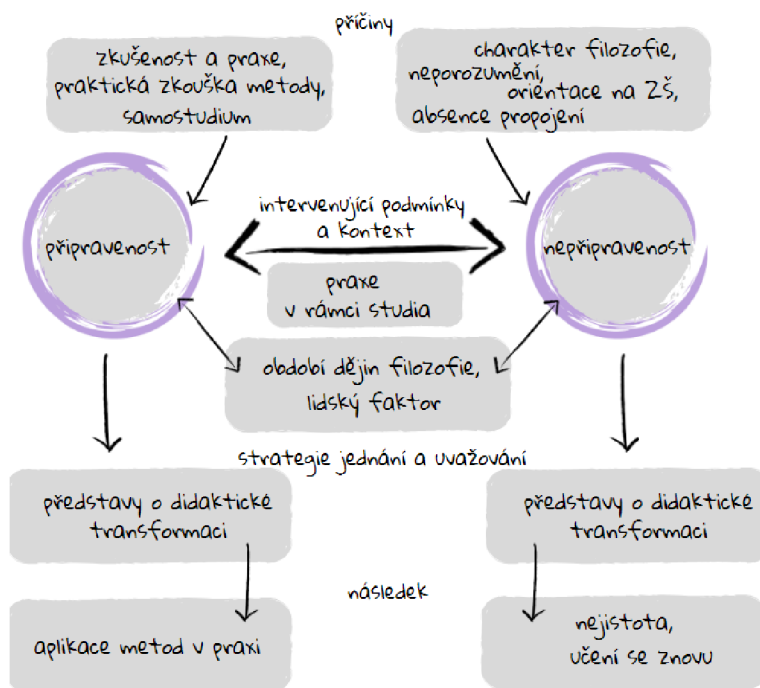 příčiny
zkušenost a praxe,
praktická zkouška metody,
samostudium
charakter filozofie,
neporozumění,
orientace na ZŠ,
absence propojení
připravenost
intervenující podmínky
a kontext
nepřipravenost
praxe
v rámci studia
období dějin filozofie,
lidský faktor
strategie jednání a uvažování
představy o didaktické
transformaci
představy o didaktické
transformaci
následek
aplikace metod v praxi
nejistota,
učení se znovu